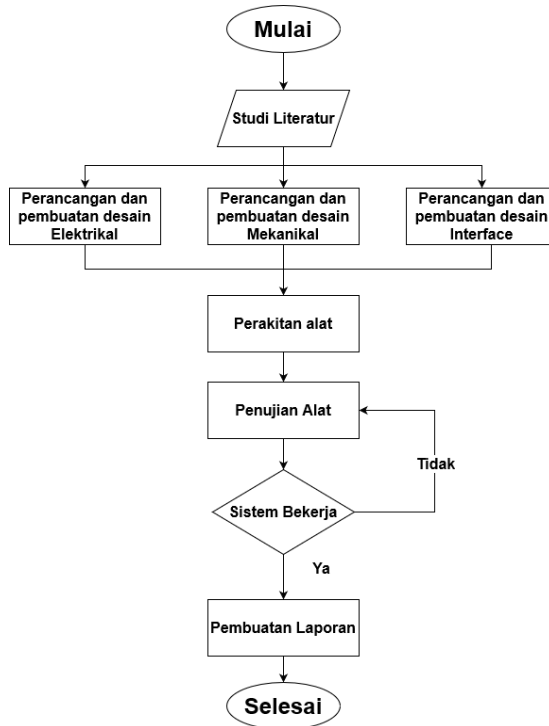 Mulai
Studi Literatur
Perancangan dan
pembuatan desain
Elektrikal
Perancangan dan
pembuatan desain
Mekanikal
Perancangan dan
pembuatan desain
Interface
Perakitan alat
Penujian Alat
Tidak
Sistem Bekerja
Ya
Pembuatan Laporan
Selesai